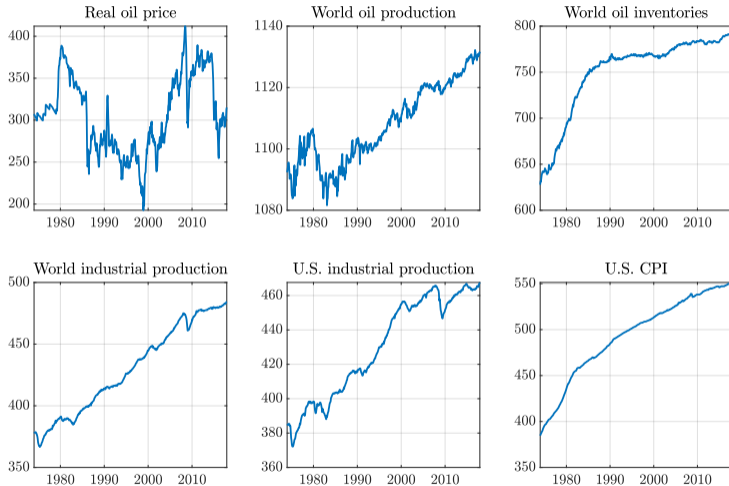 Real oil price
World oil production
World oil inventories
400
350
300
250
200
1980 1990 2000 2010
1140
1120
1100
1080
1980 1990 2000 2010
800
750
700
650
600
1980 1990 2000 2010
World industrial production
U.S. industrial production
U.S. CPI
500
450
400
350
1980 1990 2000 2010
460
440
420
400
380
360
1980 1990 2000 2010
550
500
450
400
350
1980 1990 2000 2010